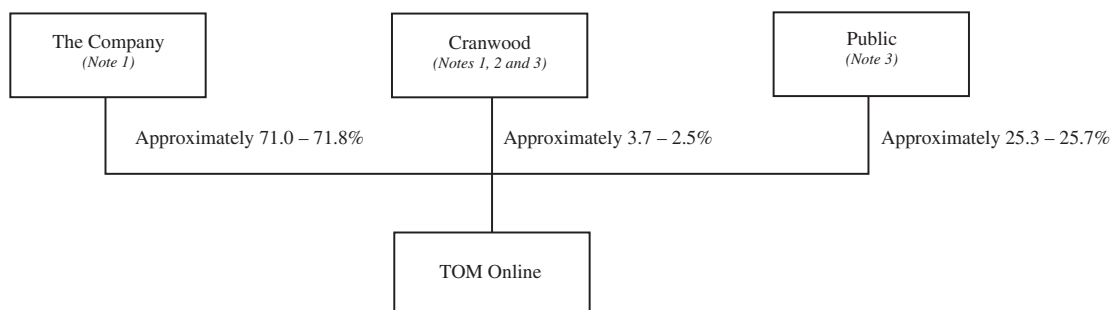 The Company
(Note 1)
Cranwood
(Notes 1, 2 and 3)
Public
(Note 3)
Approximately 71.0 – 71.8%
Approximately 3.7 – 2.5%
Approximately 25.3 – 25.7%
TOM Online